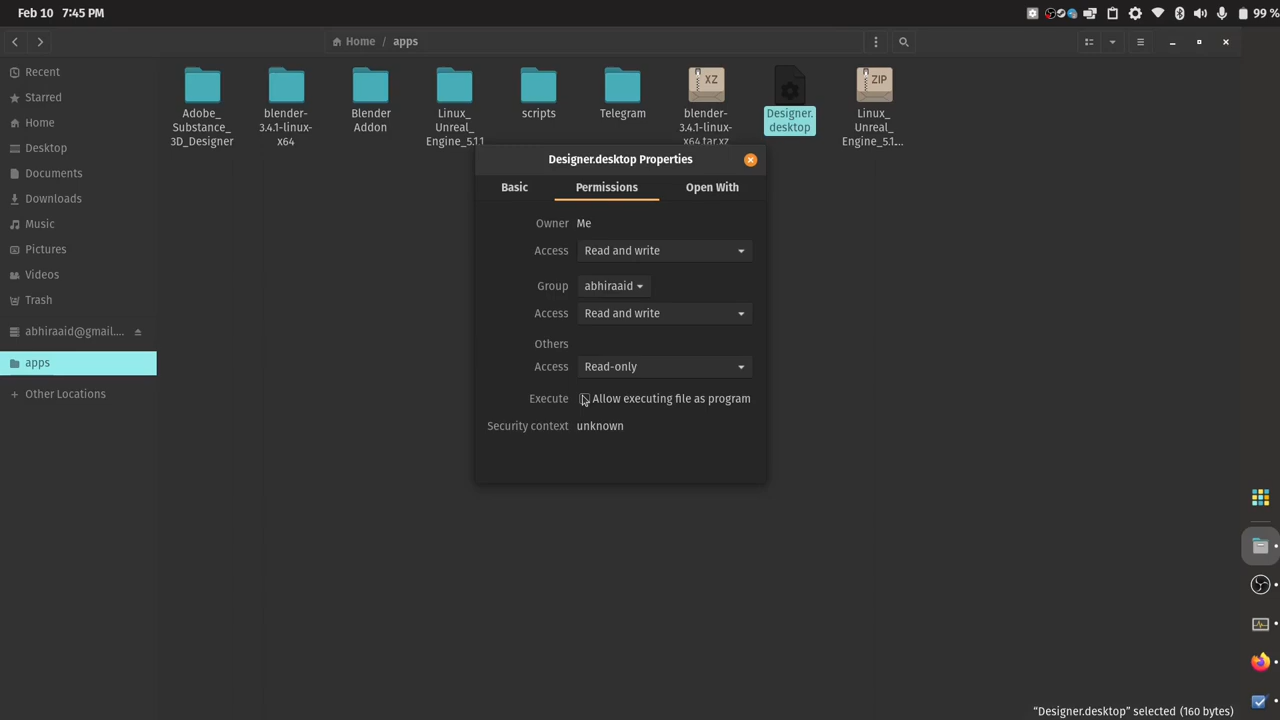 Feb 10 7:45 PM
99 %
Home / apps
Recent
Starred
Home
Desktop
Documents
Downloads
Music
Pictures
Videos
Trash
abhiraaid@gmail....
apps
Other Locations
Adobe_
Substance_
3D_Designer
blender-
3.4.1-linux-
x64
Blender
Addon
Linux_
Unreal_
Engine_5.1.1
scripts
Telegram
XZ
blender-
3.4.1-linux-
x64.tar.xz
Designer.
desktop
ZIP
Linux_
Unreal_
Engine_5.1....
Designer.desktop Properties
Basic
Permissions
Open With
Owner Me
Access Read and write
Group abhiraaid
Access Read and write
Others
Access Read-only
Execute Allow executing file as program
Security context unknown
“Designer.desktop” selected (160 bytes)